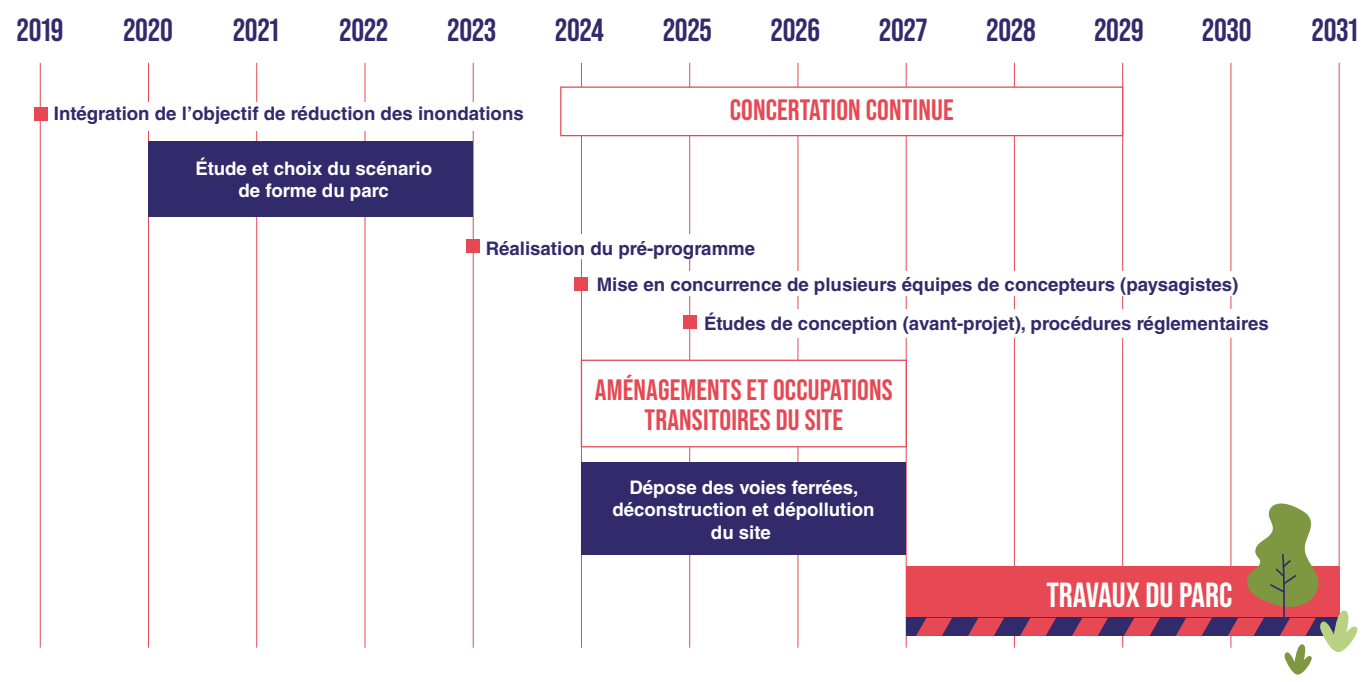 2019 2020 2021 2022 2023 2024 2025 2026 2027 2028 2029 2030 2031
CONCERTATION CONTINUE
Intégration de l’objectif de réduction des inondations
Étude et choix du scénario
de forme du parc
Réalisation du pré-programme
Mise en concurrence de plusieurs équipes de concepteurs (paysagistes)
Études de conception (avant-projet), procédures réglementaires
AMÉNAGEMENTS ET OCCUPATIONS
TRANSITOIRES DU SITE
Dépose des voies ferrées,
déconstruction et dépollution
du site
TRAVAUX DU PARC